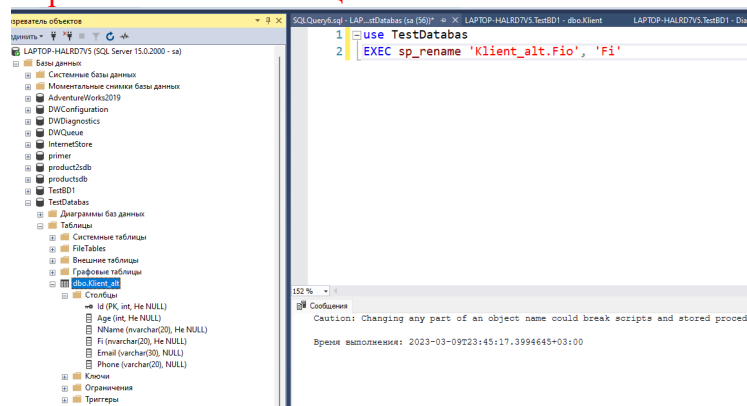 зреватель объектов
динить
LAPTOP-HALRD7V5 (SQL Server 15.0.2000 - sa)
Базы данных
Системные базы данных
Моментальные снимки базы данных
AdventureWorks2019
DWConfiguration
DWDiagnostics
DWQueue
InternetStore
primer
product2sdb
productsdb
TestBD1
TestDatabas
Диаграммы баз данных
Таблицы
Системные таблицы
FileTables
Внешние таблицы
Графовые таблицы
dbo.Klient_alt
Столбцы
Id (PK, int, Не NULL)
Age (int, Не NULL)
NName (nvarchar(20), Не NULL)
Fi (nvarchar(20), Не NULL)
Email (varchar(30), NULL)
Phone (varchar(20), NULL)
Ключи
Ограничения
Триггеры
SQLQuery6.sql - LAP...stDatabas (sa (56))* LAPTOP-HALRD7V5.TestBD1 - dbo.Klient LAPTOP-HALRD7V5.TestBD1 - Dia
1 use TestDatabas
2 EXEC sp_rename 'Klient_alt.Fio', 'Fi'
152 %
Сообщения
Caution: Changing any part of an object name could break scripts and stored proced
Время выполнения: 2023-03-09T23:45:17.3994645+03:00